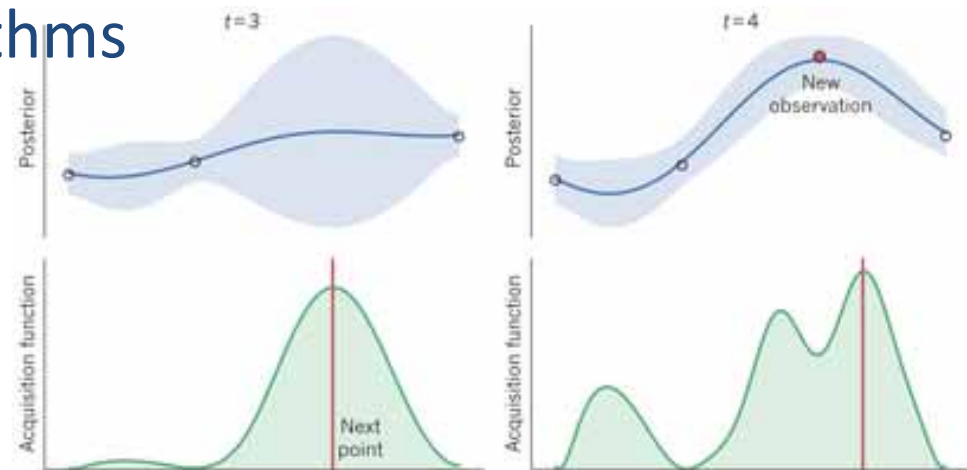 thms
t=3
t=4
Posterior
Posterior
New
observation
Acquisition function
Next
point
Acquisition function